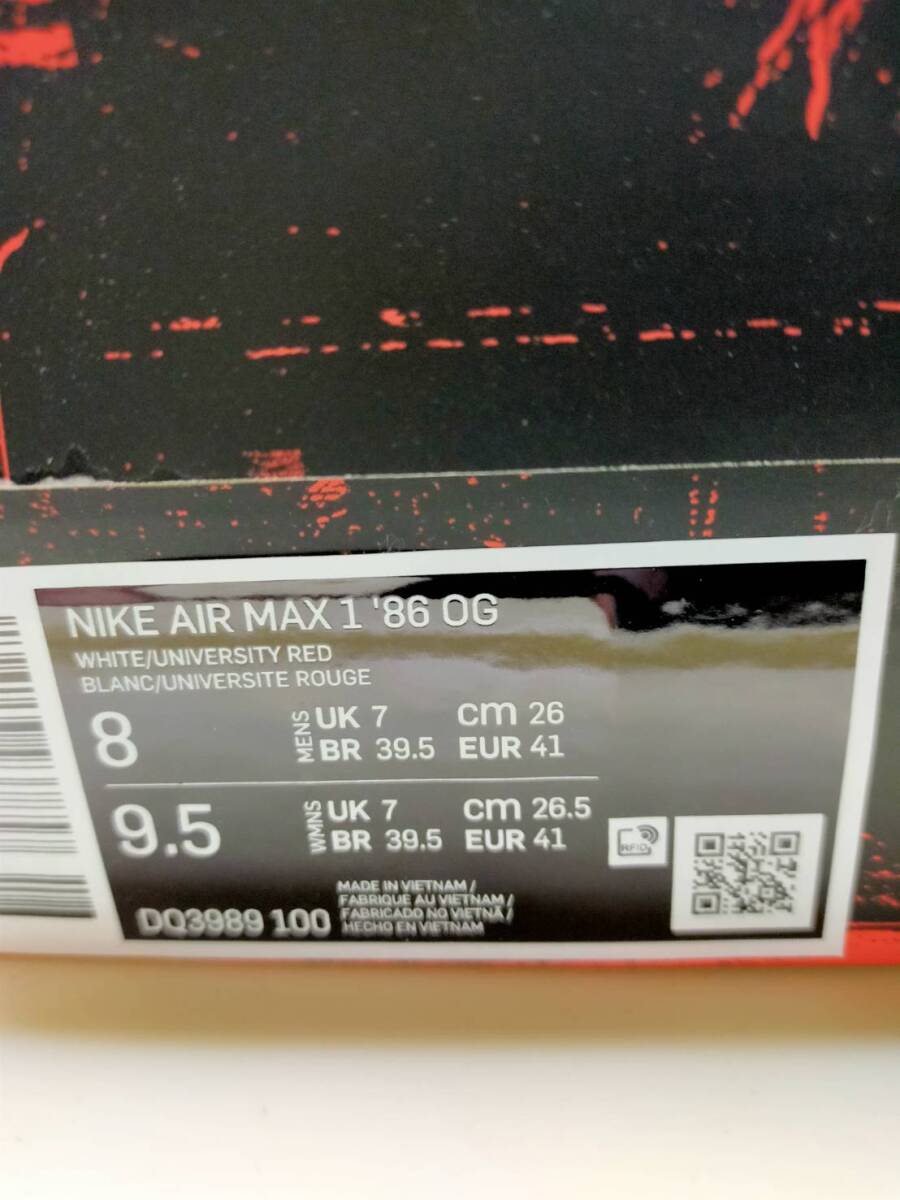 NIKE AIR MAX 1 '86 OG
WHITE/UNIVERSITY RED
BLANC/UNIVERSITE ROUGE
8 MENS UK 7 cm 26
BR 39.5 EUR 41
9.5 WMNS UK 7 cm 26.5
BR 39.5 EUR 41
RFID
MADE IN VIETNAM /
FABRIQUE AU VIETNAM /
FABRICADO NO VIETNÃ /
HECHO EN VIETNAM
DQ3989 100